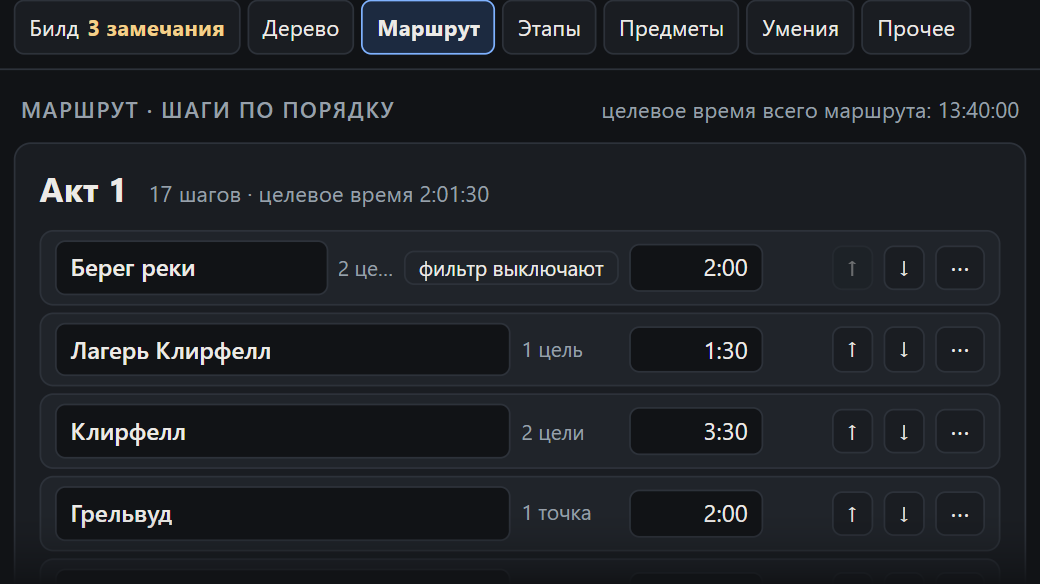 Билд 3 замечания Дерево Маршрут Этапы Предметы Умения Прочее
МАРШРУТ · ШАГИ ПО ПОРЯДКУ целевое время всего маршрута: 13:40:00
Акт 1 17 шагов · целевое время 2:01:30
Берег реки 2 це... фильтр выключают 2:00 ↑ ↓ ...
Лагерь Клирфелл 1 цель 1:30 ↑ ↓ ...
Клирфелл 2 цели 3:30 ↑ ↓ ...
Грельвуд 1 точка 2:00 ↑ ↓ ...